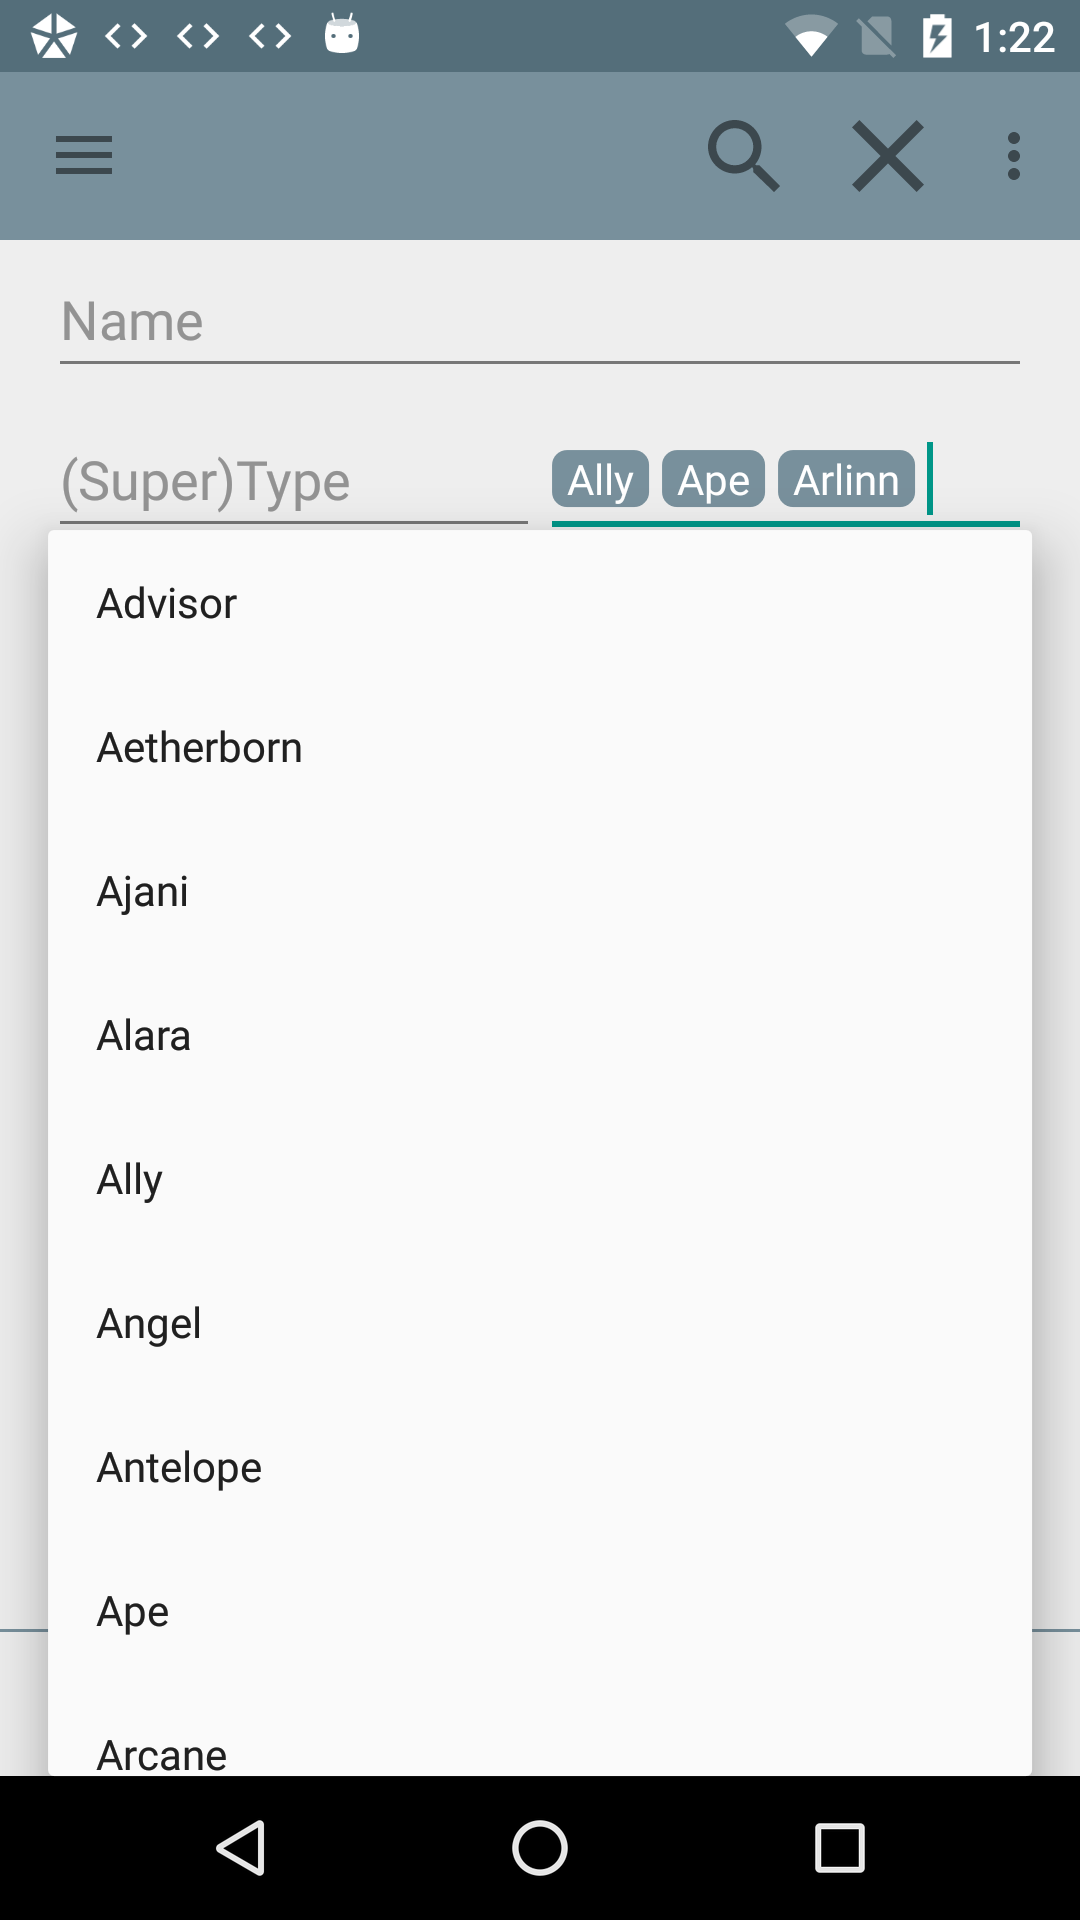 1:22
Name
(Super)Type Ally Ape Arlinn
Advisor
Aetherborn
Ajani
Alara
Ally
Angel
Antelope
Ape
Arcane